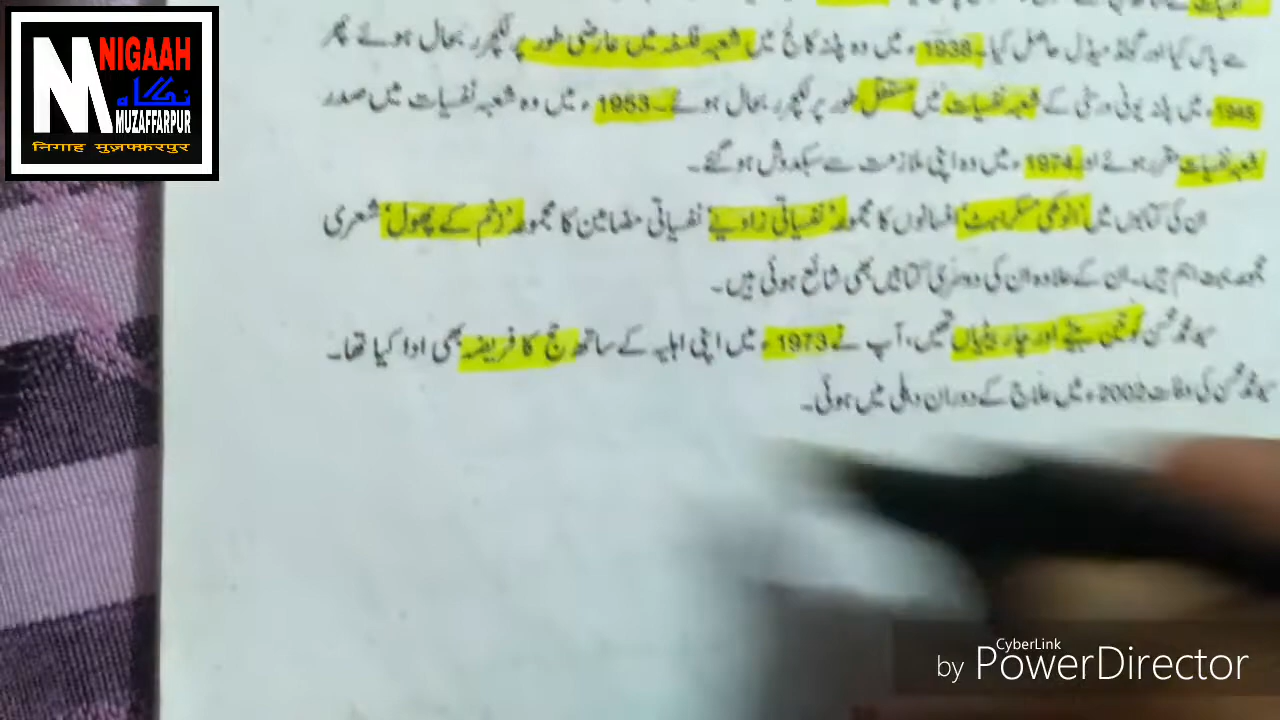 NIGAAH
نگاہ
MUZAFFARPUR
निगाह मुज़फ्फ़रपुर
M
سے پاس کیا اور گولڈ میڈل حاصل کیا۔ 1938ء میں وہ پٹنہ کالج میں شعبہ فلسفہ میں عارضی طور پر لیکچرر بحال ہوئے پھر
1948ء میں پٹنہ یونی ورسٹی کے شعبہ نفسیات میں مستقل طور پر لیکچرر بحال ہوئے۔ 1953ء میں وہ شعبہ نفسیات میں صدر
شعبہ نفسیات مقرر ہوئے اور 1974ء میں وہ اپنی ملازمت سے سبکدوش ہو گئے۔
ان کی کتابوں میں 'انوکھی مسکراہٹ' افسانوں کا مجموعہ 'نفسیاتی زاویے' نفسیاتی مضامین کا مجموعہ 'زخم کے پھول' شعری
مجموعہ بہت اہم ہیں۔ ان کے علاوہ ان کی دوسری کتابیں بھی شائع ہوئی ہیں۔
سید محمد محسن کو تین بیٹے اور چار بیٹیاں تھیں، آپ نے 1973ء میں اپنی اہلیہ کے ساتھ حج کا فریضہ بھی ادا کیا تھا۔
سید محمد محسن کی وفات 2002ء میں علاج کے دوران دہلی میں ہوئی۔
CyberLink
by PowerDirector